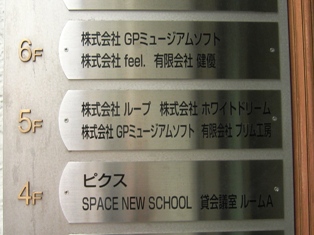 6F
株式会社 GPミュージアムソフト
株式会社 feel. 有限会社 健優
5F
株式会社 ループ 株式会社 ホワイトドリーム
株式会社 GPミュージアムソフト 有限会社 プリム工房
4F
ピクス
SPACE NEW SCHOOL 貸会議室 ルームA